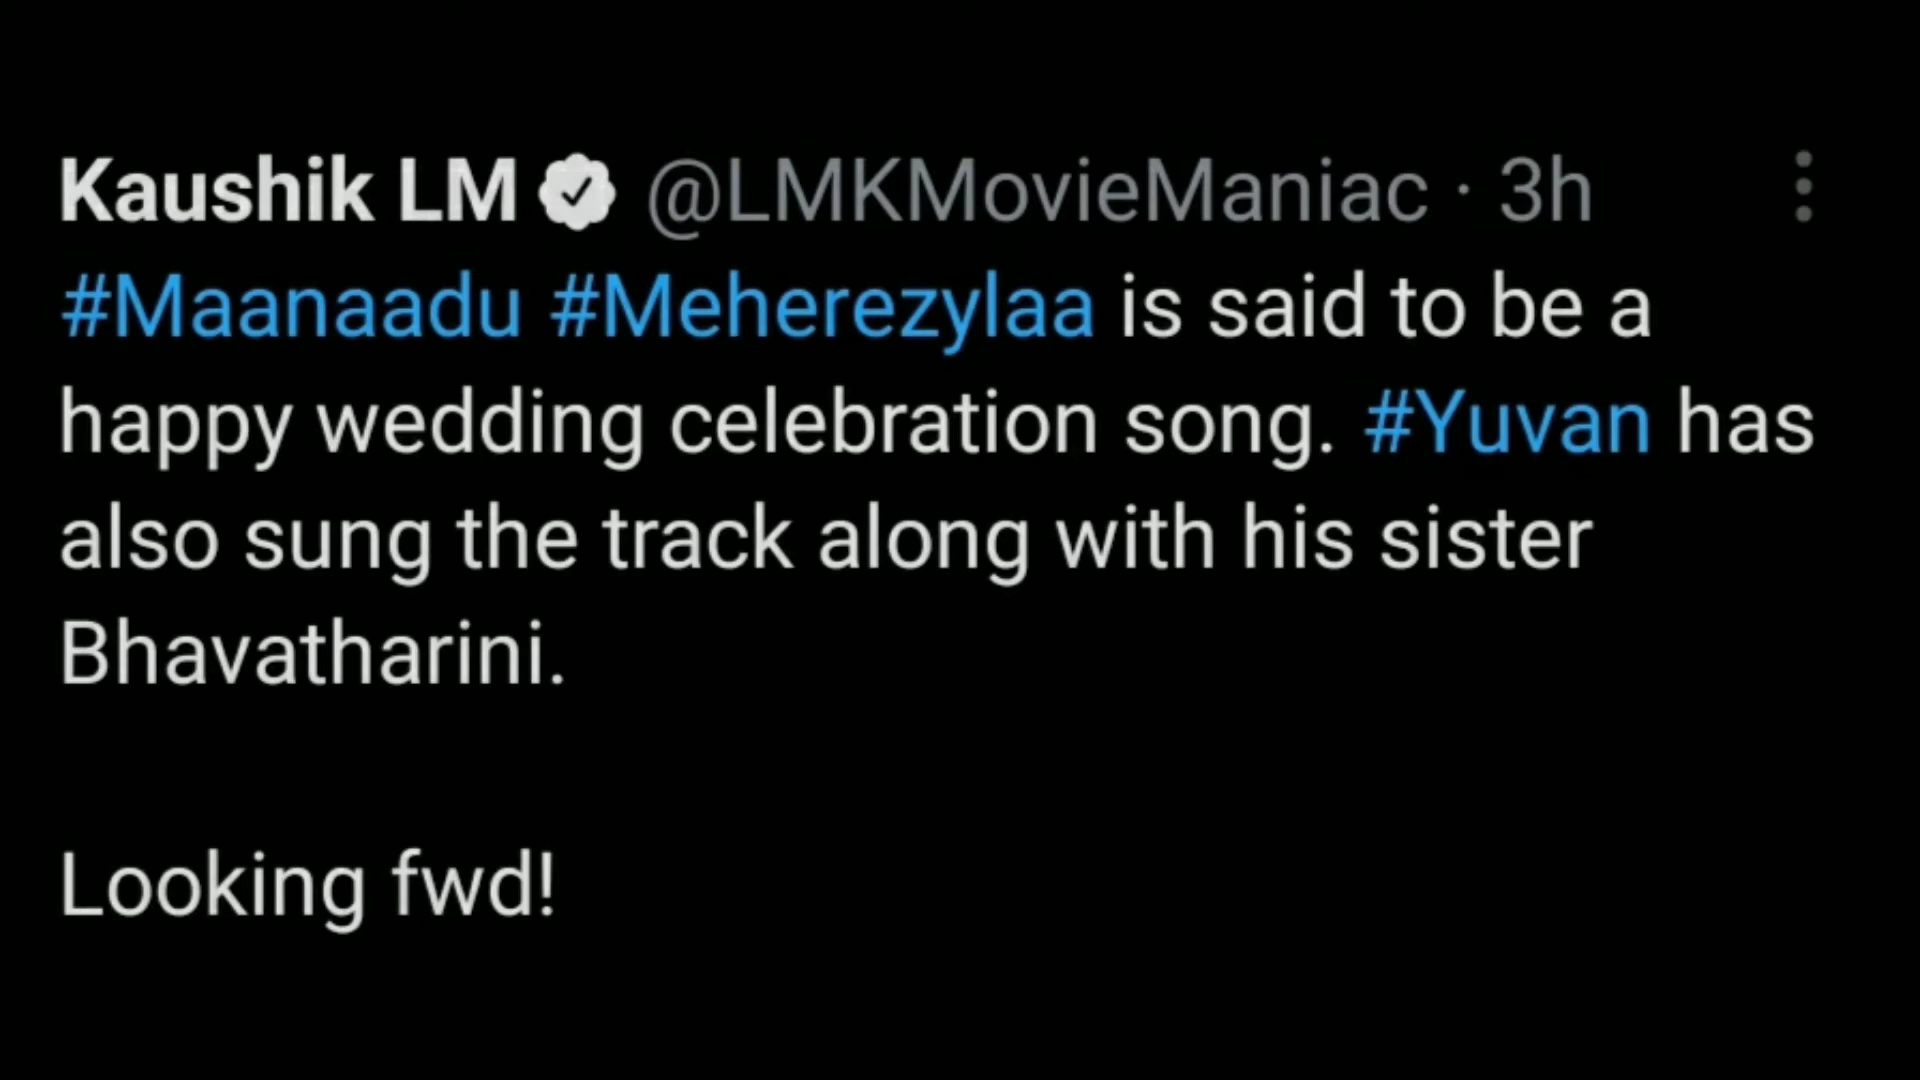 Kaushik LM @LMKMovieManiac · 3h
#Maanaadu #Meherezylaa is said to be a
happy wedding celebration song. #Yuvan has
also sung the track along with his sister
Bhavatharini.
Looking fwd!